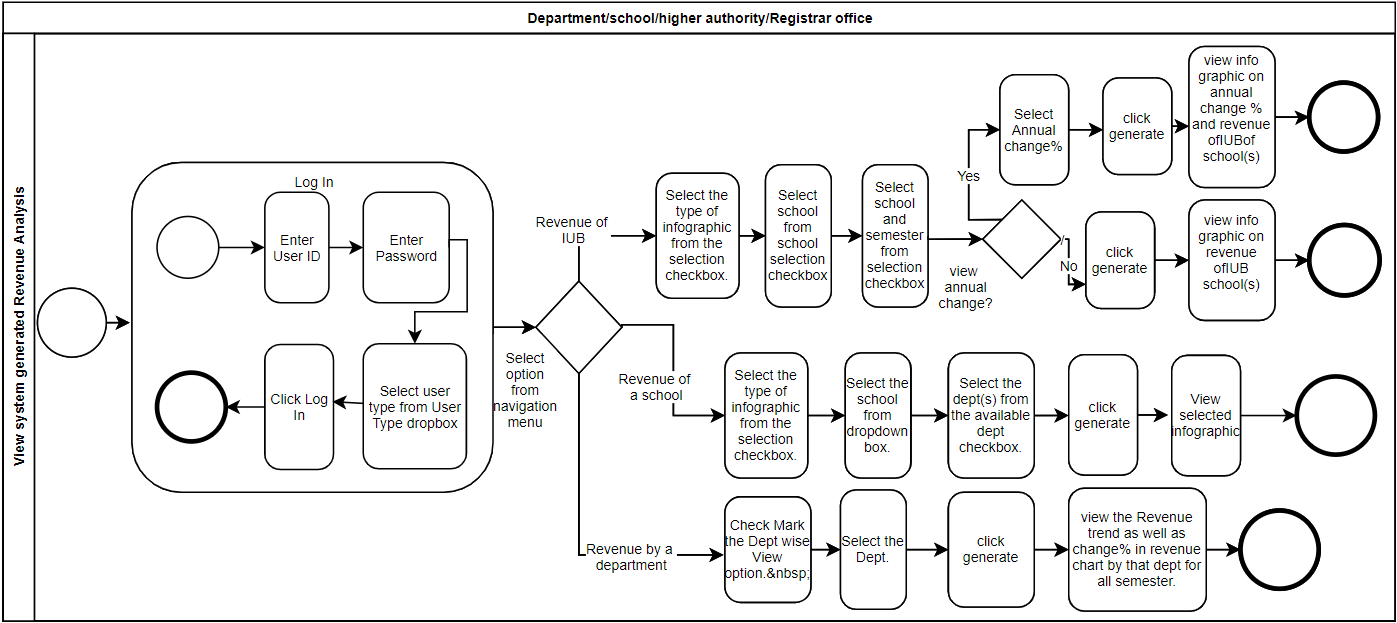 Department/school/higher authority/Registrar office
View system generated Revenue Analysis
Log In
Enter
User ID
Enter
Password
Select user
type from User
Type dropbox
Click Log
In
Select
option
from
navigation
menu
Revenue of
IUB
Select the
type of
infographic
from the
selection
checkbox.
Select
school
from
school
selection
checkbox
Select
school
and
semester
from
selection
checkbox
view
annual
change?
Yes
Select
Annual
change%
click
generate
view info
graphic on
annual
change %
and revenue
ofIUBof
school(s)
No
click
generate
view info
graphic on
revenue
ofIUB
school(s)
Revenue of
a school
Select the
type of
infographic
from the
selection
checkbox.
Select the
school
from
dropdown
box.
Select the
dept(s) from
the available
dept
checkbox.
click
generate
View
selected
infographic
Revenue by a
department
Check Mark
the Dept wise
View
option.&nbsp;
Select the
Dept.
click
generate
view the Revenue
trend as well as
change% in revenue
chart by that dept for
all semester.